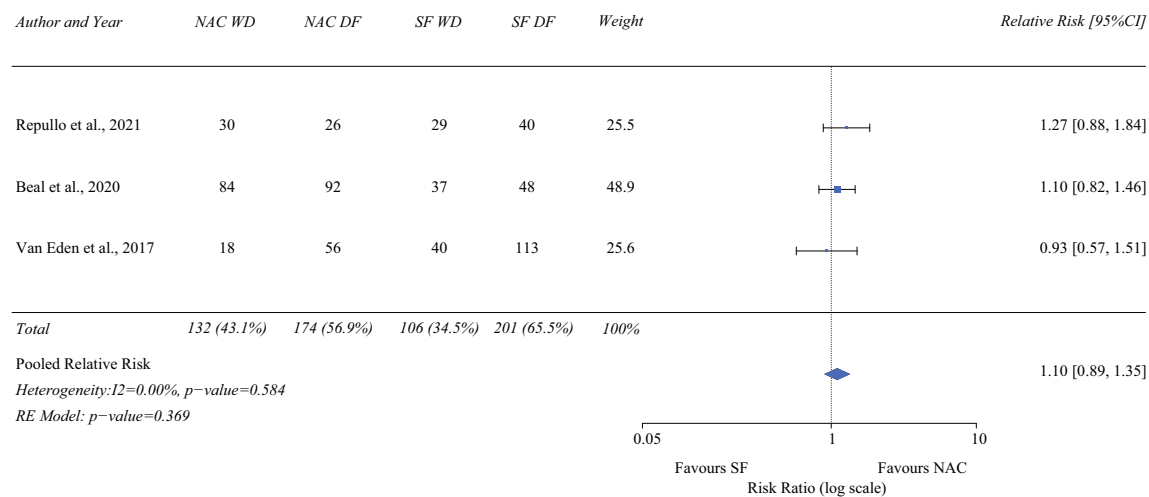 Author and Year NAC WD NAC DF SF WD SF DF Weight Relative Risk [95%CI]
Repullo et al., 2021 30 26 29 40 25.5 1.27 [0.88, 1.84]
Beal et al., 2020 84 92 37 48 48.9 1.10 [0.82, 1.46]
Van Eden et al., 2017 18 56 40 113 25.6 0.93 [0.57, 1.51]
Total 132 (43.1%) 174 (56.9%) 106 (34.5%) 201 (65.5%) 100%
Pooled Relative Risk 1.10 [0.89, 1.35]
Heterogeneity:I2=0.00%, p−value=0.584
RE Model: p−value=0.369
0.05 1 10
Favours SF Favours NAC
Risk Ratio (log scale)